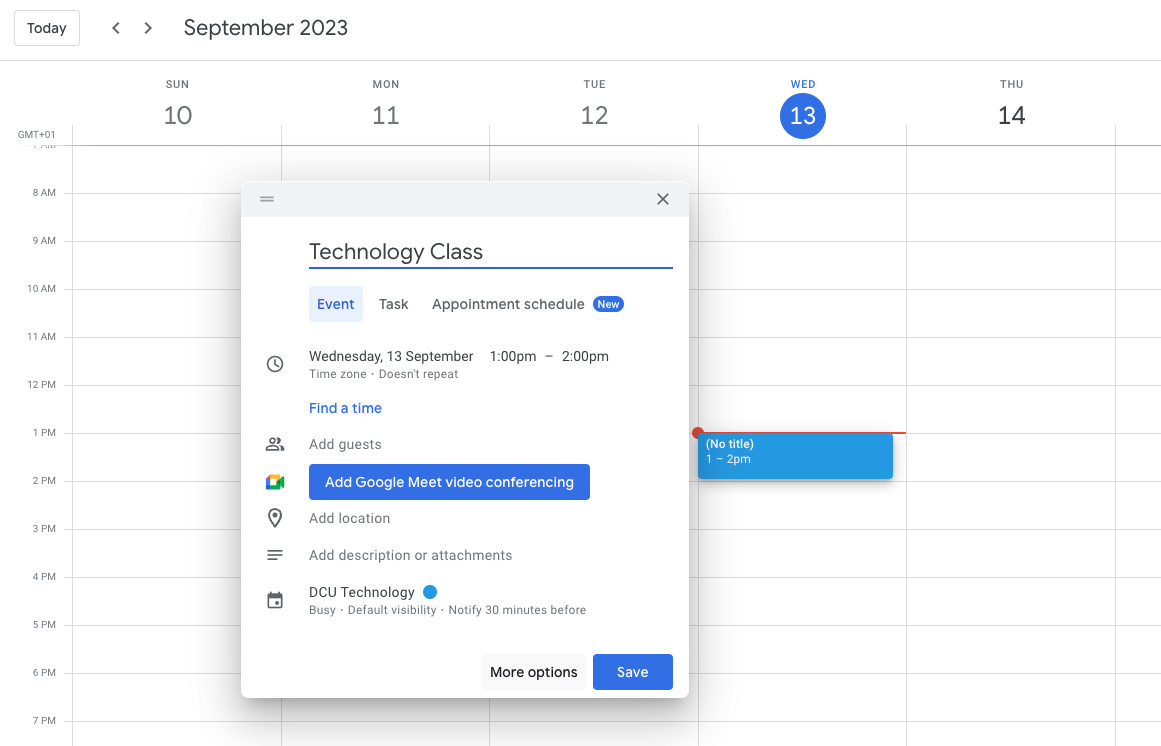 Today
September 2023
SUN MON TUE WED THU
10 11 12 13 14
GMT+01
7 AM
8 AM
9 AM
10 AM
11 AM
12 PM
1 PM
2 PM
3 PM
4 PM
5 PM
6 PM
7 PM
Technology Class
Event Task Appointment schedule New
Wednesday, 13 September 1:00pm – 2:00pm
Time zone · Doesn't repeat
Find a time
Add guests
Add Google Meet video conferencing
Add location
Add description or attachments
DCU Technology
Busy · Default visibility · Notify 30 minutes before
More options Save
(No title)
1 – 2pm